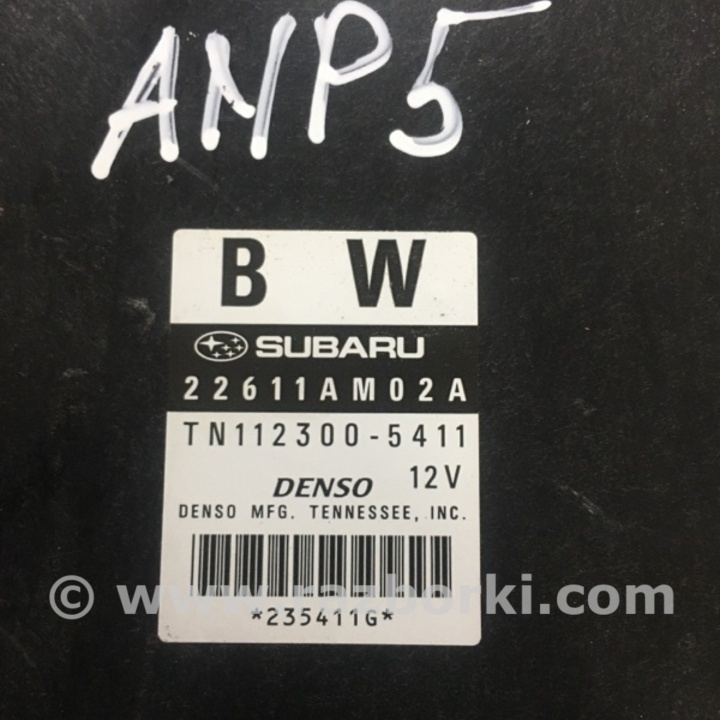 ANP5
B W
SUBARU
22611AM02A
TN112300-5411
DENSO 12V
DENSO MFG. TENNESSEE, INC.
© www.razborki.com
*235411G*